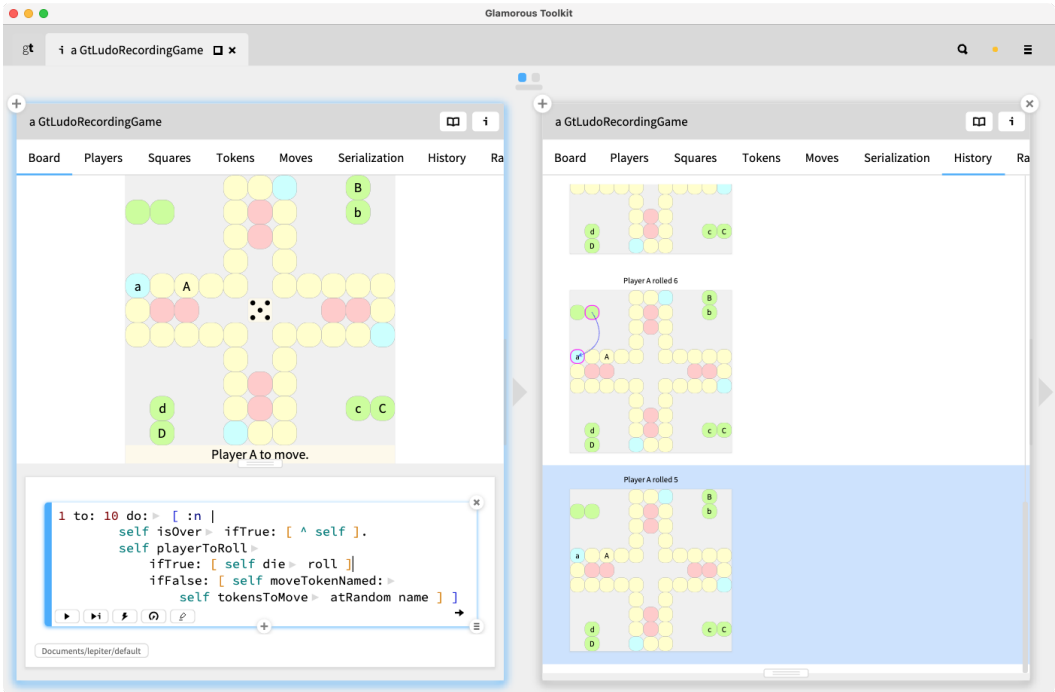 Glamorous Toolkit
gt
i a GtLudoRecordingGame
a GtLudoRecordingGame
i
Board Players Squares Tokens Moves Serialization History Ra
B
b
a A
d c C
D
Player A to move.
1 to: 10 do: [ :n |
self isOver ifTrue: [ ^ self ].
self playerToRoll
ifTrue: [ self die roll ]
ifFalse: [ self moveTokenNamed:
self tokensToMove atRandom name ] ]
Documents/lepiter/default
a GtLudoRecordingGame
i
Board Players Squares Tokens Moves Serialization History Ra
d c C
D
Player A rolled 6
B
b
a A
d c C
D
Player A rolled 5
B
b
a A
d c C
D